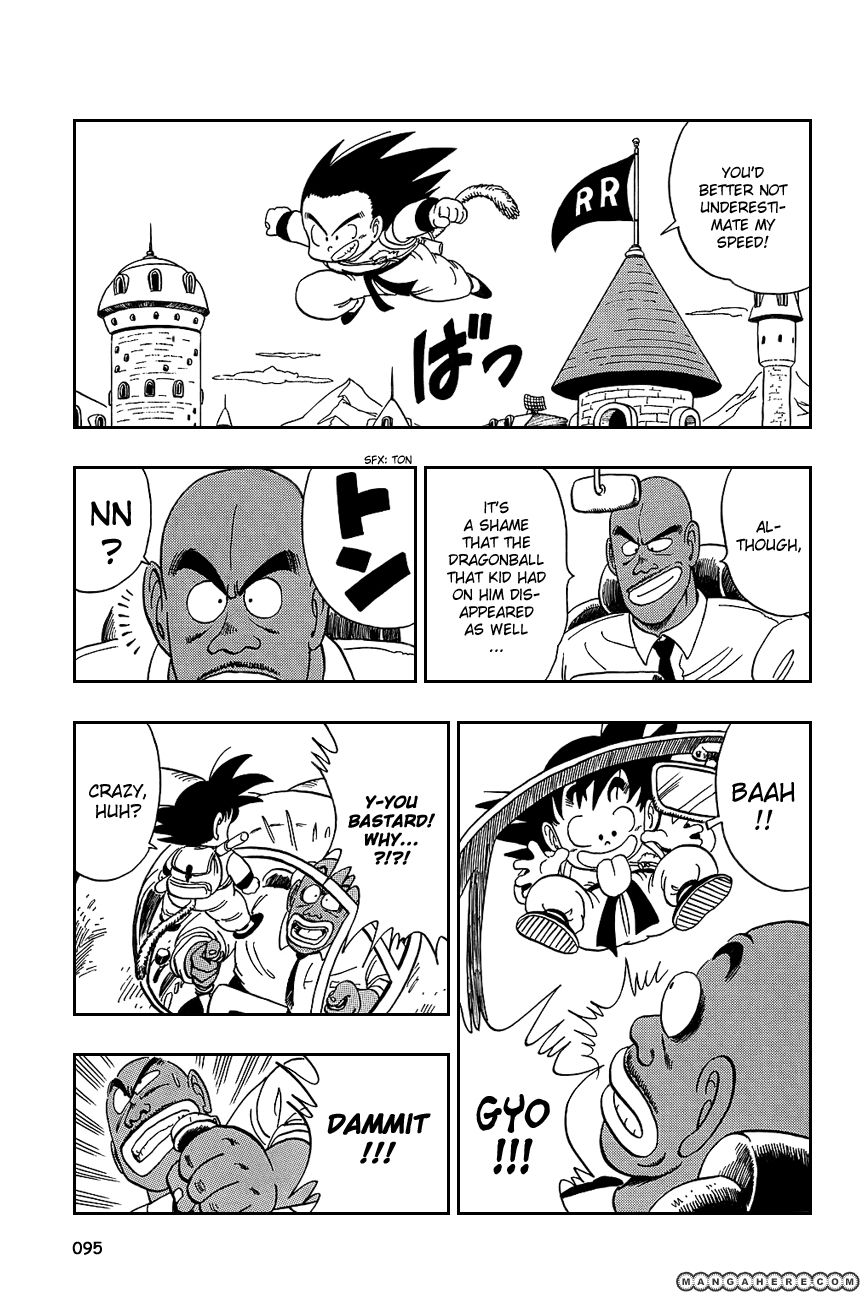 YOU'D
BETTER NOT
UNDERESTI-
MATE MY
SPEED!
RR
ばっ
AL-
THOUGH,
IT'S
A SHAME
THAT THE
DRAGONBALL
THAT KID HAD
ON HIM DIS-
APPEARED
AS WELL
...
SFX: TON
トン
NN
?
BAAH
!!
GYO
!!!
Y-YOU
BASTARD!
WHY...
?!?!
CRAZY,
HUH?
DAMMIT
!!!
095
MANGAHERE.COM